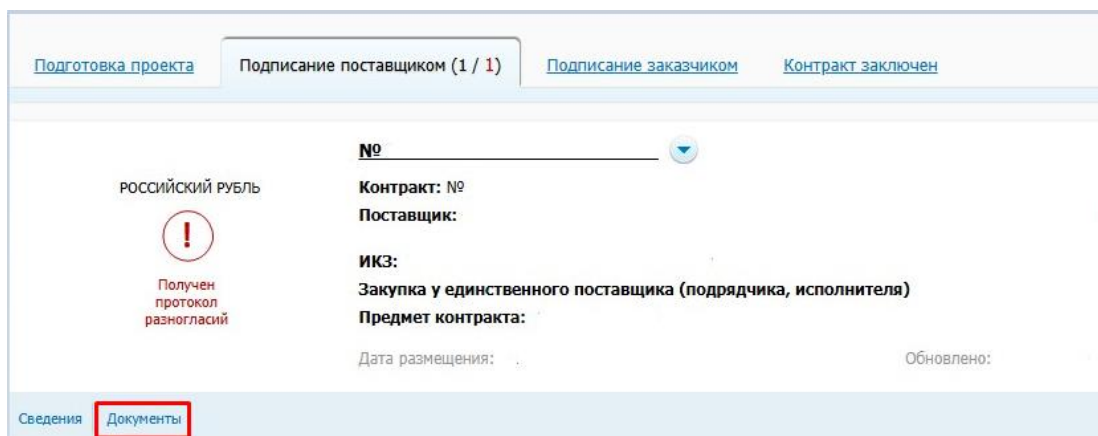 Подготовка проекта Подписание поставщиком (1 / 1) Подписание заказчиком Контракт заключен
№
РОССИЙСКИЙ РУБЛЬ
!
Получен
протокол
разногласий
Контракт: №
Поставщик:
ИКЗ:
Закупка у единственного поставщика (подрядчика, исполнителя)
Предмет контракта:
Дата размещения: Обновлено:
Сведения Документы